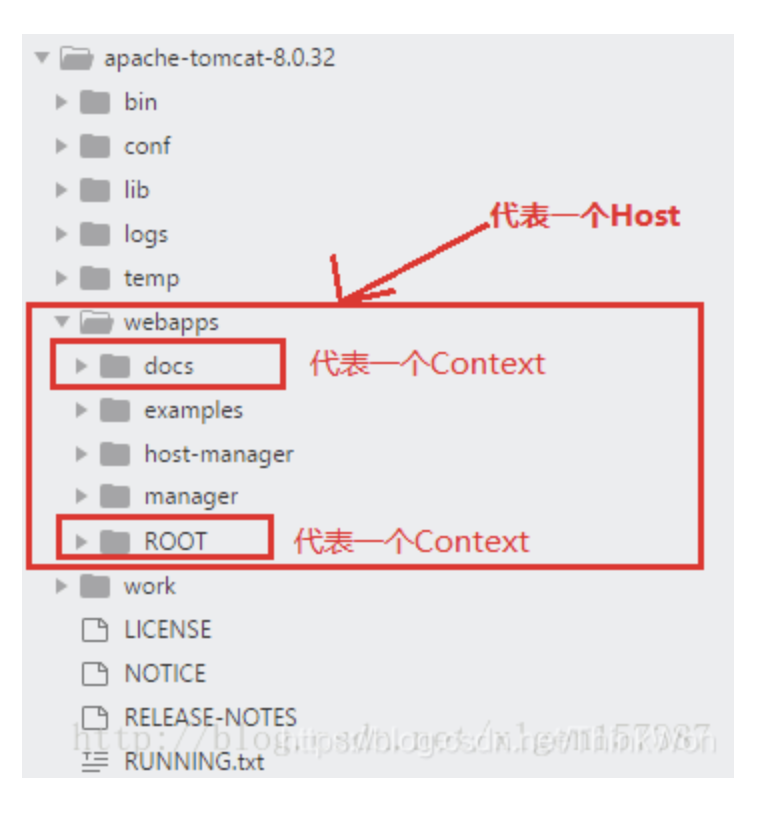 apache-tomcat-8.0.32
bin
conf
lib
代表一个Host
logs
temp
webapps
docs 代表一个Context
examples
host-manager
manager
ROOT 代表一个Context
work
LICENSE
NOTICE
RELEASE-NOTES
RUNNING.txt